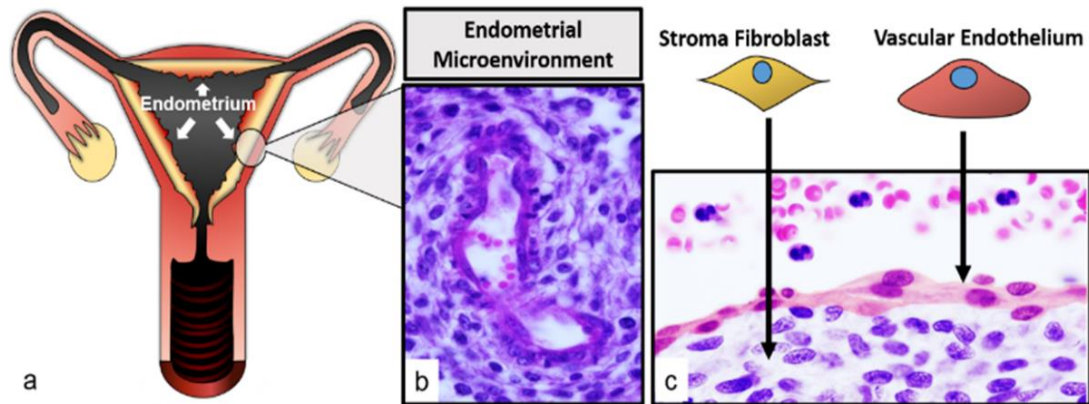 Endometrium
a
Endometrial
Microenvironment
b
Stroma Fibroblast
Vascular Endothelium
c